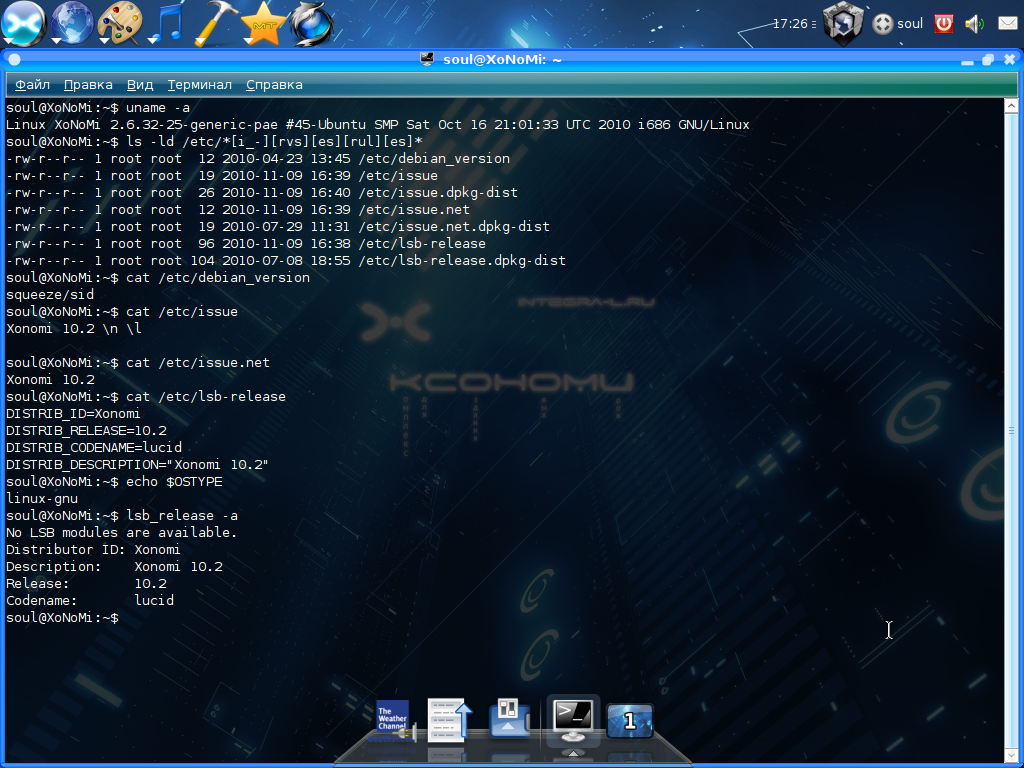 MT
17:26
soul
soul@XoNoMi: ~
Файл Правка Вид Терминал Справка
soul@XoNoMi:~$ uname -a
Linux XoNoMi 2.6.32-25-generic-pae #45-Ubuntu SMP Sat Oct 16 21:01:33 UTC 2010 i686 GNU/Linux
soul@XoNoMi:~$ ls -ld /etc/*[i_-][rvs][es][rul][es]*
-rw-r--r-- 1 root root  12 2010-04-23 13:45 /etc/debian_version
-rw-r--r-- 1 root root  19 2010-11-09 16:39 /etc/issue
-rw-r--r-- 1 root root  26 2010-11-09 16:40 /etc/issue.dpkg-dist
-rw-r--r-- 1 root root  12 2010-11-09 16:39 /etc/issue.net
-rw-r--r-- 1 root root  19 2010-07-29 11:31 /etc/issue.net.dpkg-dist
-rw-r--r-- 1 root root  96 2010-11-09 16:38 /etc/lsb-release
-rw-r--r-- 1 root root 104 2010-07-08 18:55 /etc/lsb-release.dpkg-dist
soul@XoNoMi:~$ cat /etc/debian_version
squeeze/sid
soul@XoNoMi:~$ cat /etc/issue
Xonomi 10.2 \n \l
soul@XoNoMi:~$ cat /etc/issue.net
Xonomi 10.2
soul@XoNoMi:~$ cat /etc/lsb-release
DISTRIB_ID=Xonomi
DISTRIB_RELEASE=10.2
DISTRIB_CODENAME=lucid
DISTRIB_DESCRIPTION="Xonomi 10.2"
soul@XoNoMi:~$ echo $OSTYPE
linux-gnu
soul@XoNoMi:~$ lsb_release -a
No LSB modules are available.
Distributor ID: Xonomi
Description:    Xonomi 10.2
Release:        10.2
Codename:       lucid
soul@XoNoMi:~$
INTEGRA-L.RU
КСОНОМИ
The Weather Channel
1